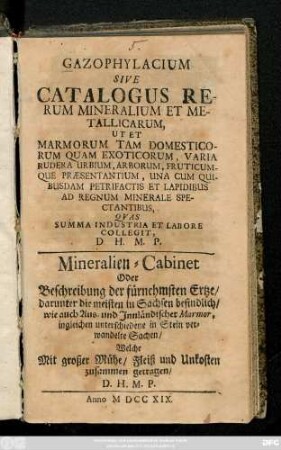 5.
GAZOPHYLACIUM
SIVE
CATALOGUS RE-
RUM MINERALIUM ET ME-
TALLICARUM,
UT ET
MARMORUM TAM DOMESTICO-
RUM QUAM EXOTICORUM, VARIA
RUDERA URBIUM, ARBORUM, FRUTICUM-
QUE PRÆSENTANTIUM, UNA CUM QUI-
BUSDAM PETRIFACTIS ET LAPIDIBUS
AD REGNUM MINERALE SPE-
CTANTIBUS,
QVAS
SUMMA INDUSTRIA ET LABORE
COLLEGIT,
D. H. M. P.
Mineralien-Cabinet
Oder
Beschreibung der fürnehmsten Ertze/
darunter die meisten in Sachsen befindlich/
wie auch Aus- und Innländischer Marmor,
ingleichen unterschiedene in Stein ver-
wandelte Sachen/
Welche
Mit großer Mühe/ Fleiß und Unkosten
zusammen getragen/
D. H. M. P.
Anno M DCC XIX.